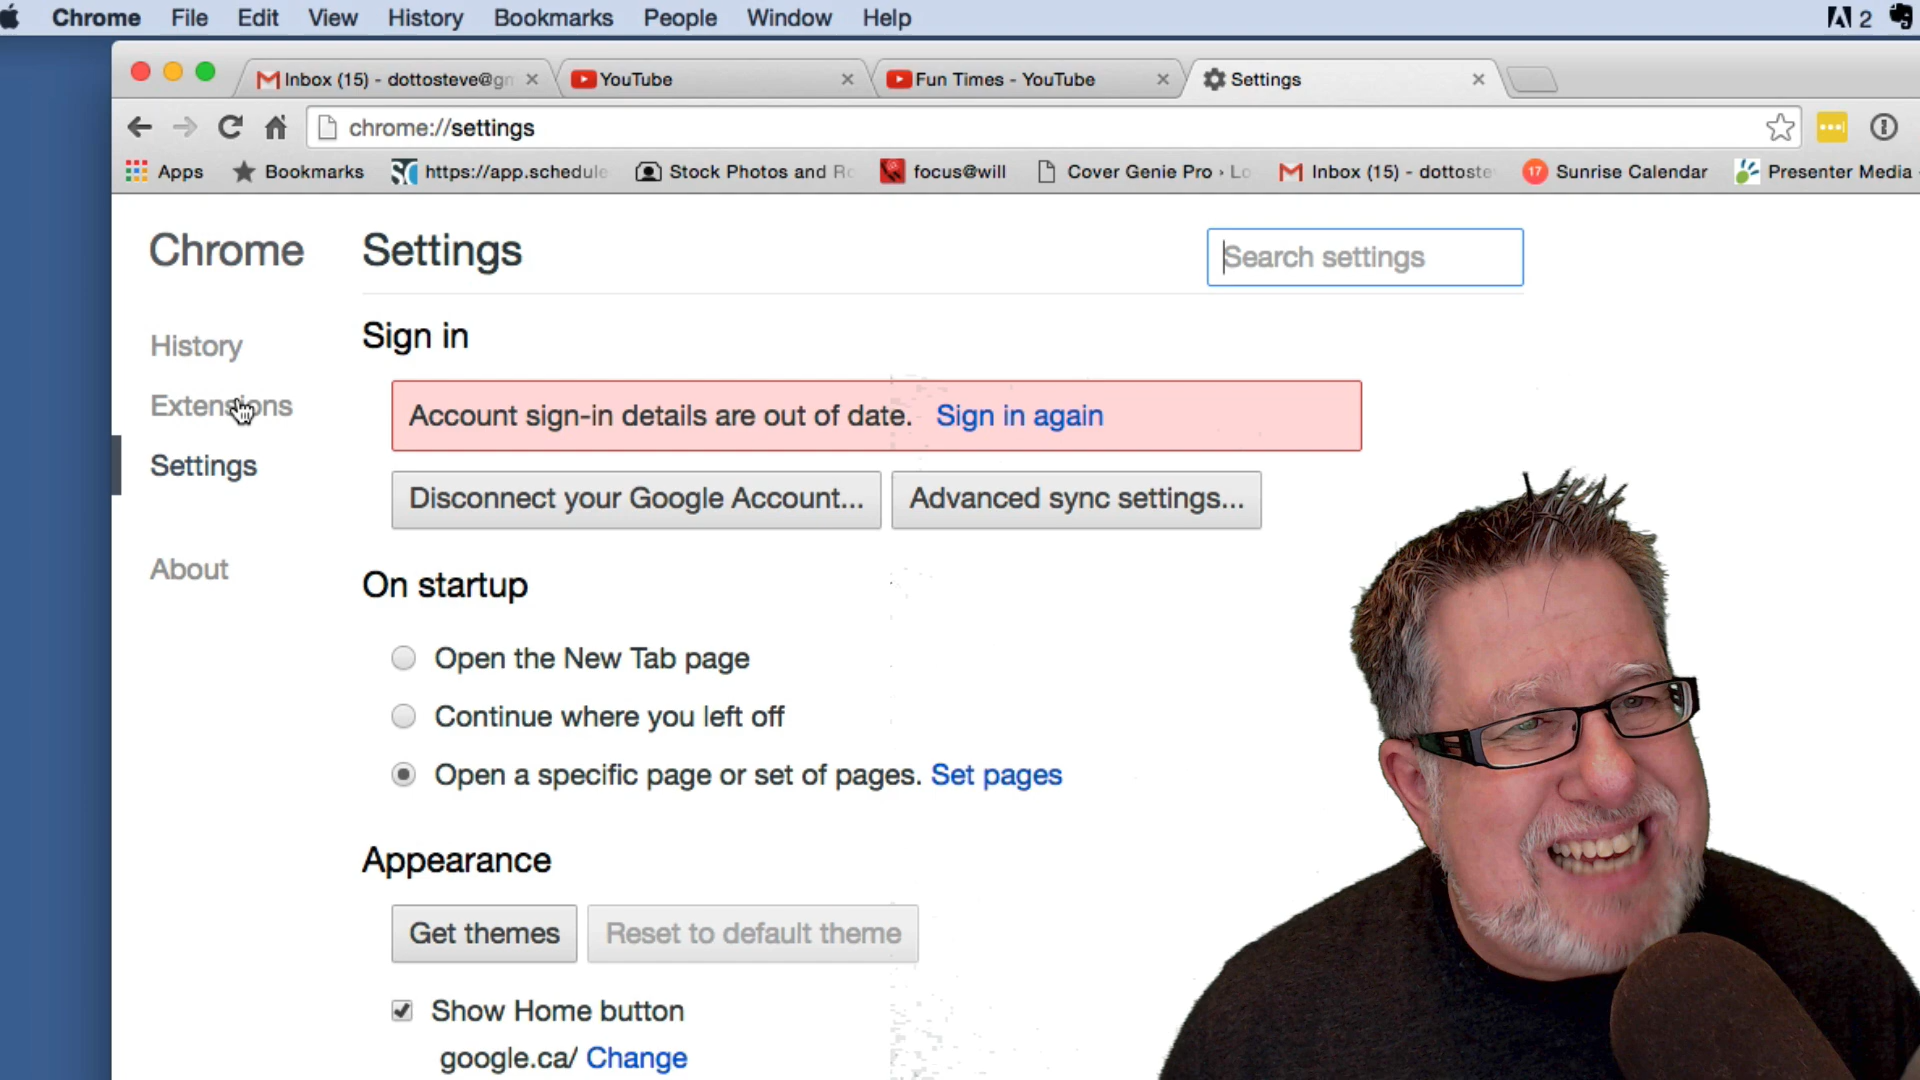 Chrome File Edit View History Bookmarks People Window Help 2
Inbox (15) - dottosteve@gm YouTube Fun Times - YouTube Settings
chrome://settings
Apps Bookmarks https://app.schedule Stock Photos and Ro focus@will Cover Genie Pro › Lo Inbox (15) - dottoste 17 Sunrise Calendar Presenter Media
Chrome Settings Search settings
History
Extensions
Settings
About
Sign in
Account sign-in details are out of date. Sign in again
Disconnect your Google Account... Advanced sync settings...
On startup
Open the New Tab page
Continue where you left off
Open a specific page or set of pages. Set pages
Appearance
Get themes Reset to default theme
Show Home button
google.ca/ Change